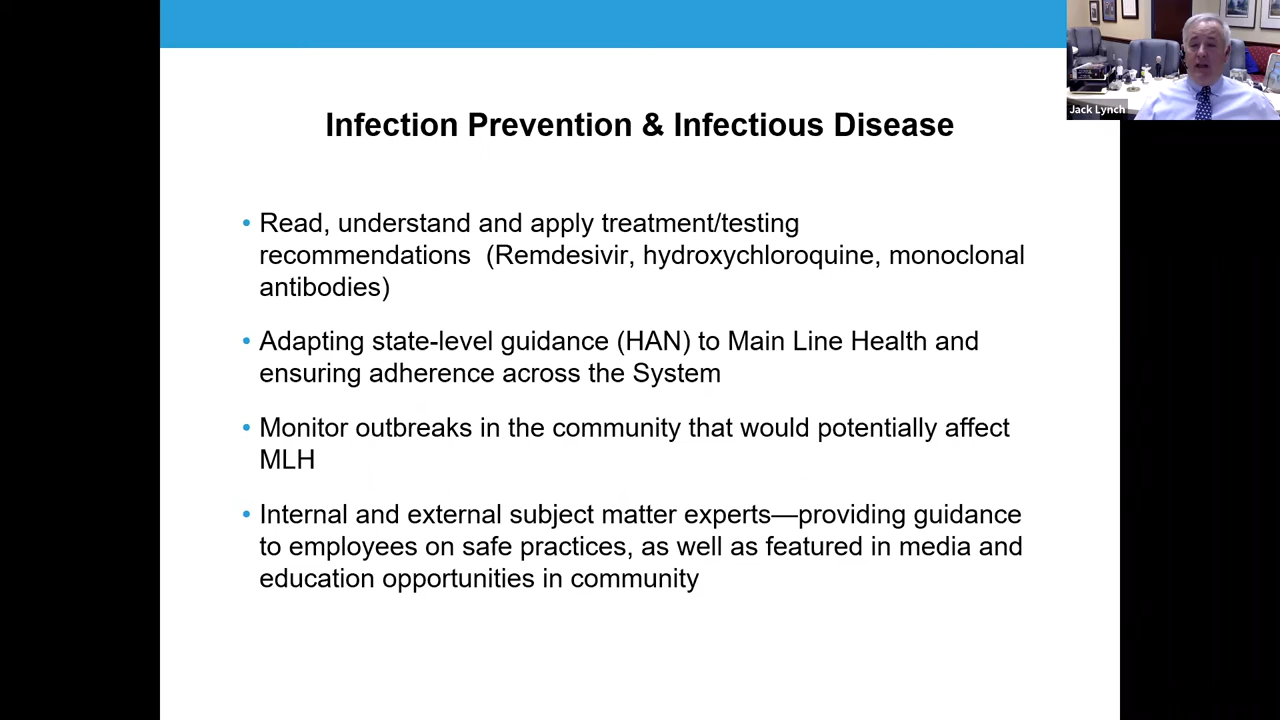 Jack Lynch
Infection Prevention & Infectious Disease
• Read, understand and apply treatment/testing
recommendations  (Remdesivir, hydroxychloroquine, monoclonal
antibodies)
• Adapting state-level guidance (HAN) to Main Line Health and
ensuring adherence across the System
• Monitor outbreaks in the community that would potentially affect
MLH
• Internal and external subject matter experts—providing guidance
to employees on safe practices, as well as featured in media and
education opportunities in community